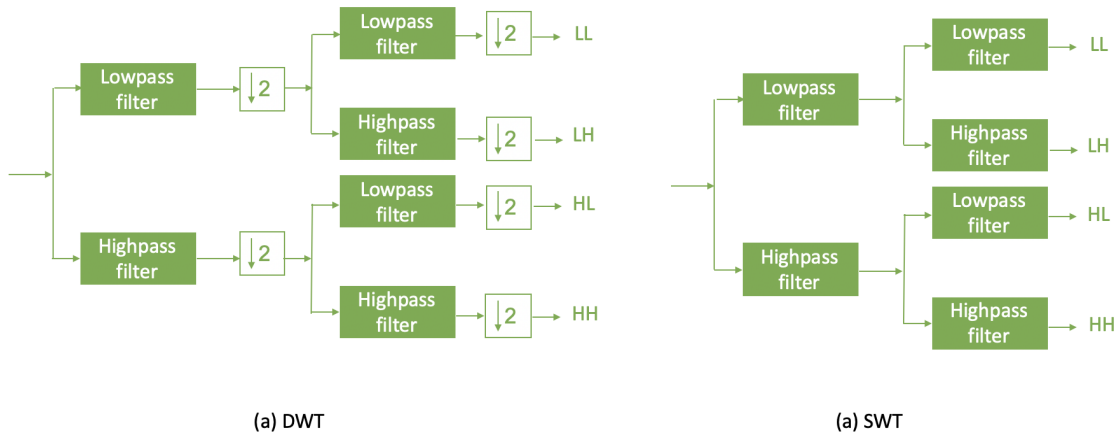 Lowpass
filter
↓2
Lowpass
filter
↓2
LL
Highpass
filter
↓2
LH
Highpass
filter
↓2
Lowpass
filter
↓2
HL
Highpass
filter
↓2
HH
(a) DWT
Lowpass
filter
Lowpass
filter
LL
Highpass
filter
LH
Highpass
filter
Lowpass
filter
HL
Highpass
filter
HH
(a) SWT